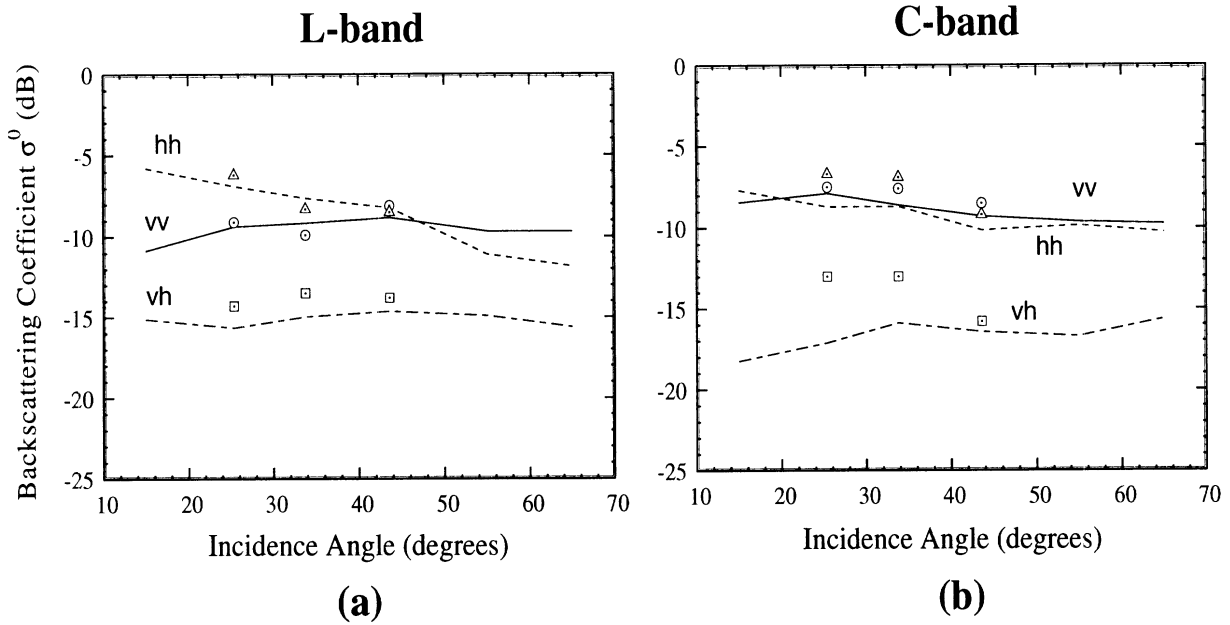 L-band
C-band
Backscattering Coefficient σ⁰ (dB)
0
-5
-10
-15
-20
-25
hh
vv
vh
10 20 30 40 50 60 70
Incidence Angle (degrees)
(a)
0
-5
-10
-15
-20
-25
vv
hh
vh
10 20 30 40 50 60 70
Incidence Angle (degrees)
(b)